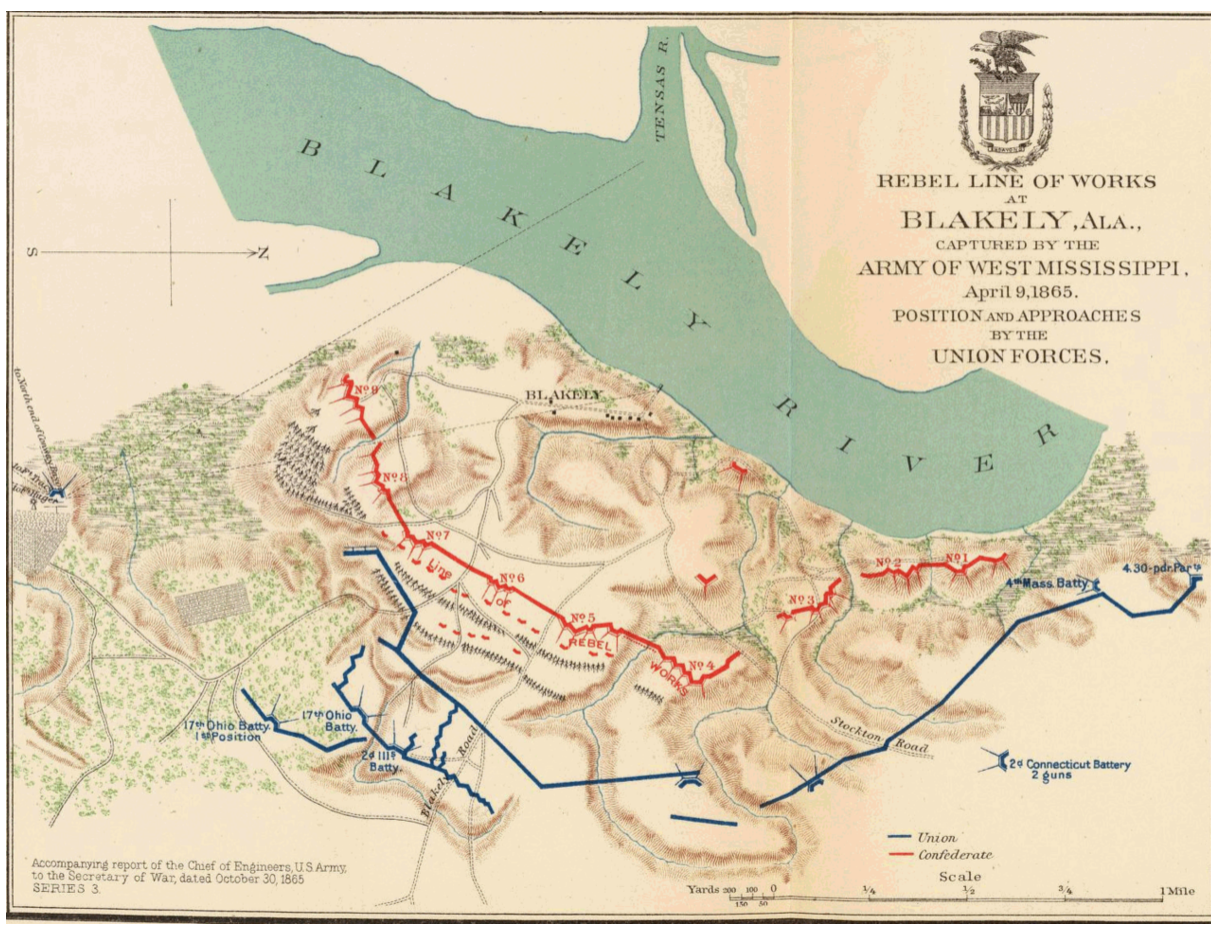 TENSAS R.
BLAKELY RIVER
REBEL LINE OF WORKS
AT
BLAKELY, ALA.,
CAPTURED BY THE
ARMY OF WEST MISSISSIPPI,
April 9, 1865.
POSITION AND APPROACHES
BY THE
UNION FORCES.
S
N
BLAKELY
Nº 9
Nº 8
Nº 7
Nº 6
Nº 5
Nº 4
Nº 3
Nº 2
Nº 1
Line
of
REBEL
WORKS
4th Mass. Batty.
4.30-pdr. Parts
17th Ohio Batty.
1st Position
17th Ohio
Batty.
2d Ills
Batty.
Blakely Road
Stockton Road
2d Connecticut Battery
2 guns
Union
Confederate
Scale
Yards 200 100 0 1/4 1/2 3/4 1 Mile
150 50
Accompanying report of the Chief of Engineers, U.S. Army,
to the Secretary of War, dated October 30, 1865
SERIES 3.